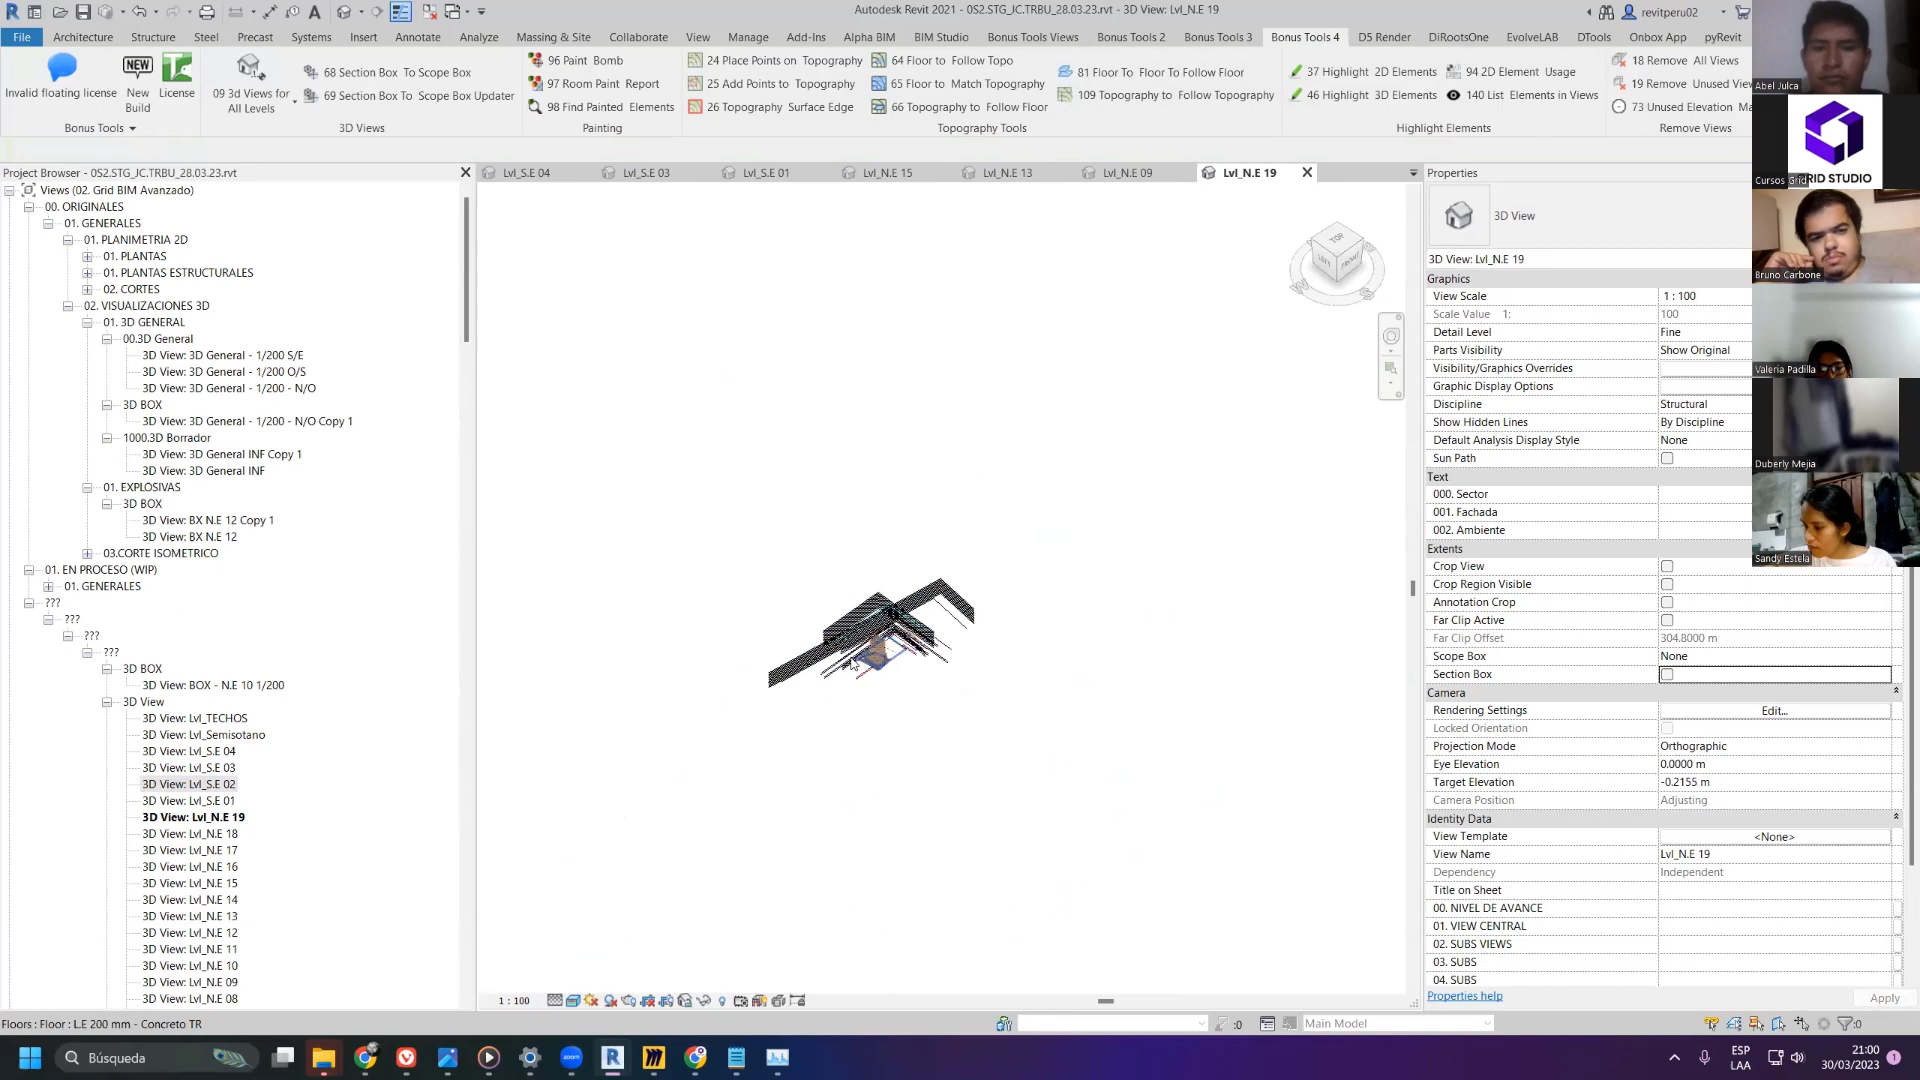 Autodesk Revit 2021 - 0S2.STG_JC.TRBU_28.03.23.rvt - 3D View: Lvl_N.E 19
revitperu02
File Architecture Structure Steel Precast Systems Insert Annotate Analyze Massing & Site Collaborate View Manage Add-Ins Alpha BIM BIM Studio Bonus Tools Views Bonus Tools 2 Bonus Tools 3 Bonus Tools 4 D5 Render DiRootsOne EvolveLAB DTools Onbox App pyRevit
Invalid floating license
New Build
License
Bonus Tools
09 3d Views for All Levels
68 Section Box To Scope Box
69 Section Box To Scope Box Updater
3D Views
96 Paint Bomb
97 Room Paint Report
98 Find Painted Elements
Painting
24 Place Points on Topography
25 Add Points to Topography
26 Topography Surface Edge
64 Floor to Follow Topo
65 Floor to Match Topography
66 Topography to Follow Floor
81 Floor To Floor To Follow Floor
109 Topography to Follow Topography
Topography Tools
37 Highlight 2D Elements
46 Highlight 3D Elements
94 2D Element Usage
140 List Elements in Views
Highlight Elements
18 Remove All Views
19 Remove Unused View
73 Unused Elevation Ma
Remove Views
Project Browser - 0S2.STG_JC.TRBU_28.03.23.rvt
Views (02. Grid BIM Avanzado)
00. ORIGINALES
01. GENERALES
01. PLANIMETRIA 2D
01. PLANTAS
01. PLANTAS ESTRUCTURALES
02. CORTES
02. VISUALIZACIONES 3D
01. 3D GENERAL
00.3D General
3D View: 3D General - 1/200 S/E
3D View: 3D General - 1/200 O/S
3D View: 3D General - 1/200 - N/O
3D BOX
3D View: 3D General - 1/200 - N/O Copy 1
1000.3D Borrador
3D View: 3D General INF Copy 1
3D View: 3D General INF
01. EXPLOSIVAS
3D BOX
3D View: BX N.E 12 Copy 1
3D View: BX N.E 12
03.CORTE ISOMETRICO
01. EN PROCESO (WIP)
01. GENERALES
???
???
???
???
3D BOX
3D View: BOX - N.E 10 1/200
3D View
3D View: Lvl_TECHOS
3D View: Lvl_Semisotano
3D View: Lvl_S.E 04
3D View: Lvl_S.E 03
3D View: Lvl_S.E 02
3D View: Lvl_S.E 01
3D View: Lvl_N.E 19
3D View: Lvl_N.E 18
3D View: Lvl_N.E 17
3D View: Lvl_N.E 16
3D View: Lvl_N.E 15
3D View: Lvl_N.E 14
3D View: Lvl_N.E 13
3D View: Lvl_N.E 12
3D View: Lvl_N.E 11
3D View: Lvl_N.E 10
3D View: Lvl_N.E 09
3D View: Lvl_N.E 08
Lvl_S.E 04 Lvl_S.E 03 Lvl_S.E 01 Lvl_N.E 15 Lvl_N.E 13 Lvl_N.E 09 Lvl_N.E 19
TOP
LEFT FRONT
1 : 100
Properties
3D View
3D View: Lvl_N.E 19
Graphics
View Scale 1 : 100
Scale Value 1: 100
Detail Level Fine
Parts Visibility Show Original
Visibility/Graphics Overrides
Graphic Display Options
Discipline Structural
Show Hidden Lines By Discipline
Default Analysis Display Style None
Sun Path
Text
000. Sector
001. Fachada
002. Ambiente
Extents
Crop View
Crop Region Visible
Annotation Crop
Far Clip Active
Far Clip Offset 304.8000 m
Scope Box None
Section Box
Camera
Rendering Settings Edit...
Locked Orientation
Projection Mode Orthographic
Eye Elevation 0.0000 m
Target Elevation -0.2155 m
Camera Position Adjusting
Identity Data
View Template <None>
View Name Lvl_N.E 19
Dependency Independent
Title on Sheet
00. NIVEL DE AVANCE
01. VIEW CENTRAL
02. SUBS VIEWS
03. SUBS
04. SUBS
Properties help Apply
Abel Julca
GRID STUDIO
Cursos Grid
Bruno Carbone
Valeria Padilla
Duberly Mejia
Sandy Estela
Floors : Floor : L.E 200 mm - Concreto TR
:0
Main Model
:0
Búsqueda
ESP
LAA
21:00
30/03/2023
1